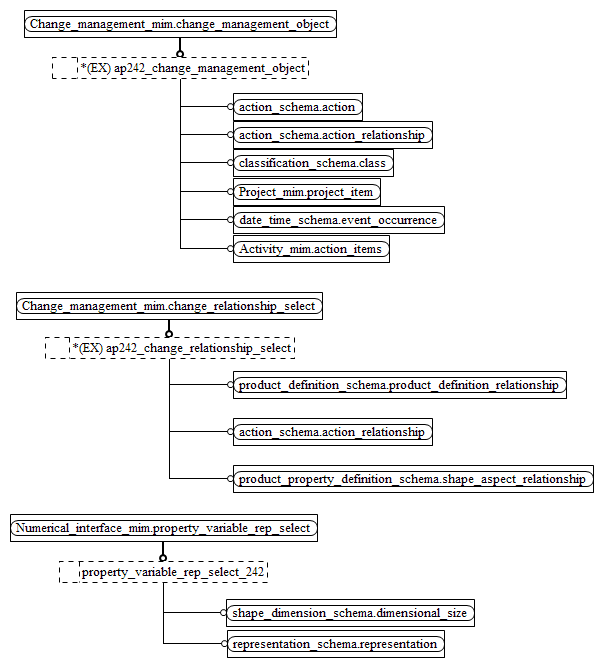 Change_management_mim.change_management_object
*(EX) ap242_change_management_object
action_schema.action
action_schema.action_relationship
classification_schema.class
Project_mim.project_item
date_time_schema.event_occurrence
Activity_mim.action_items
Change_management_mim.change_relationship_select
*(EX) ap242_change_relationship_select
product_definition_schema.product_definition_relationship
action_schema.action_relationship
product_property_definition_schema.shape_aspect_relationship
Numerical_interface_mim.property_variable_rep_select
property_variable_rep_select_242
shape_dimension_schema.dimensional_size
representation_schema.representation